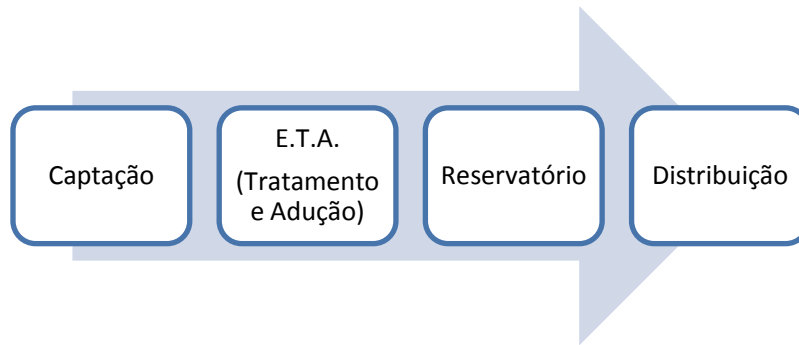 Captação
E.T.A.
(Tratamento
e Adução)
Reservatório
Distribuição